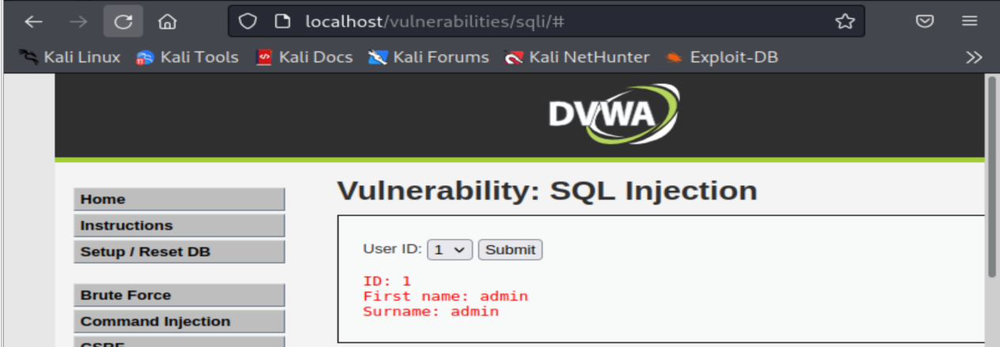 localhost/vulnerabilities/sqli/#
Kali Linux Kali Tools Kali Docs Kali Forums Kali NetHunter Exploit-DB
DVWA
Home
Instructions
Setup / Reset DB
Brute Force
Command Injection
CSRF
Vulnerability: SQL Injection
User ID: 1 Submit
ID: 1
First name: admin
Surname: admin